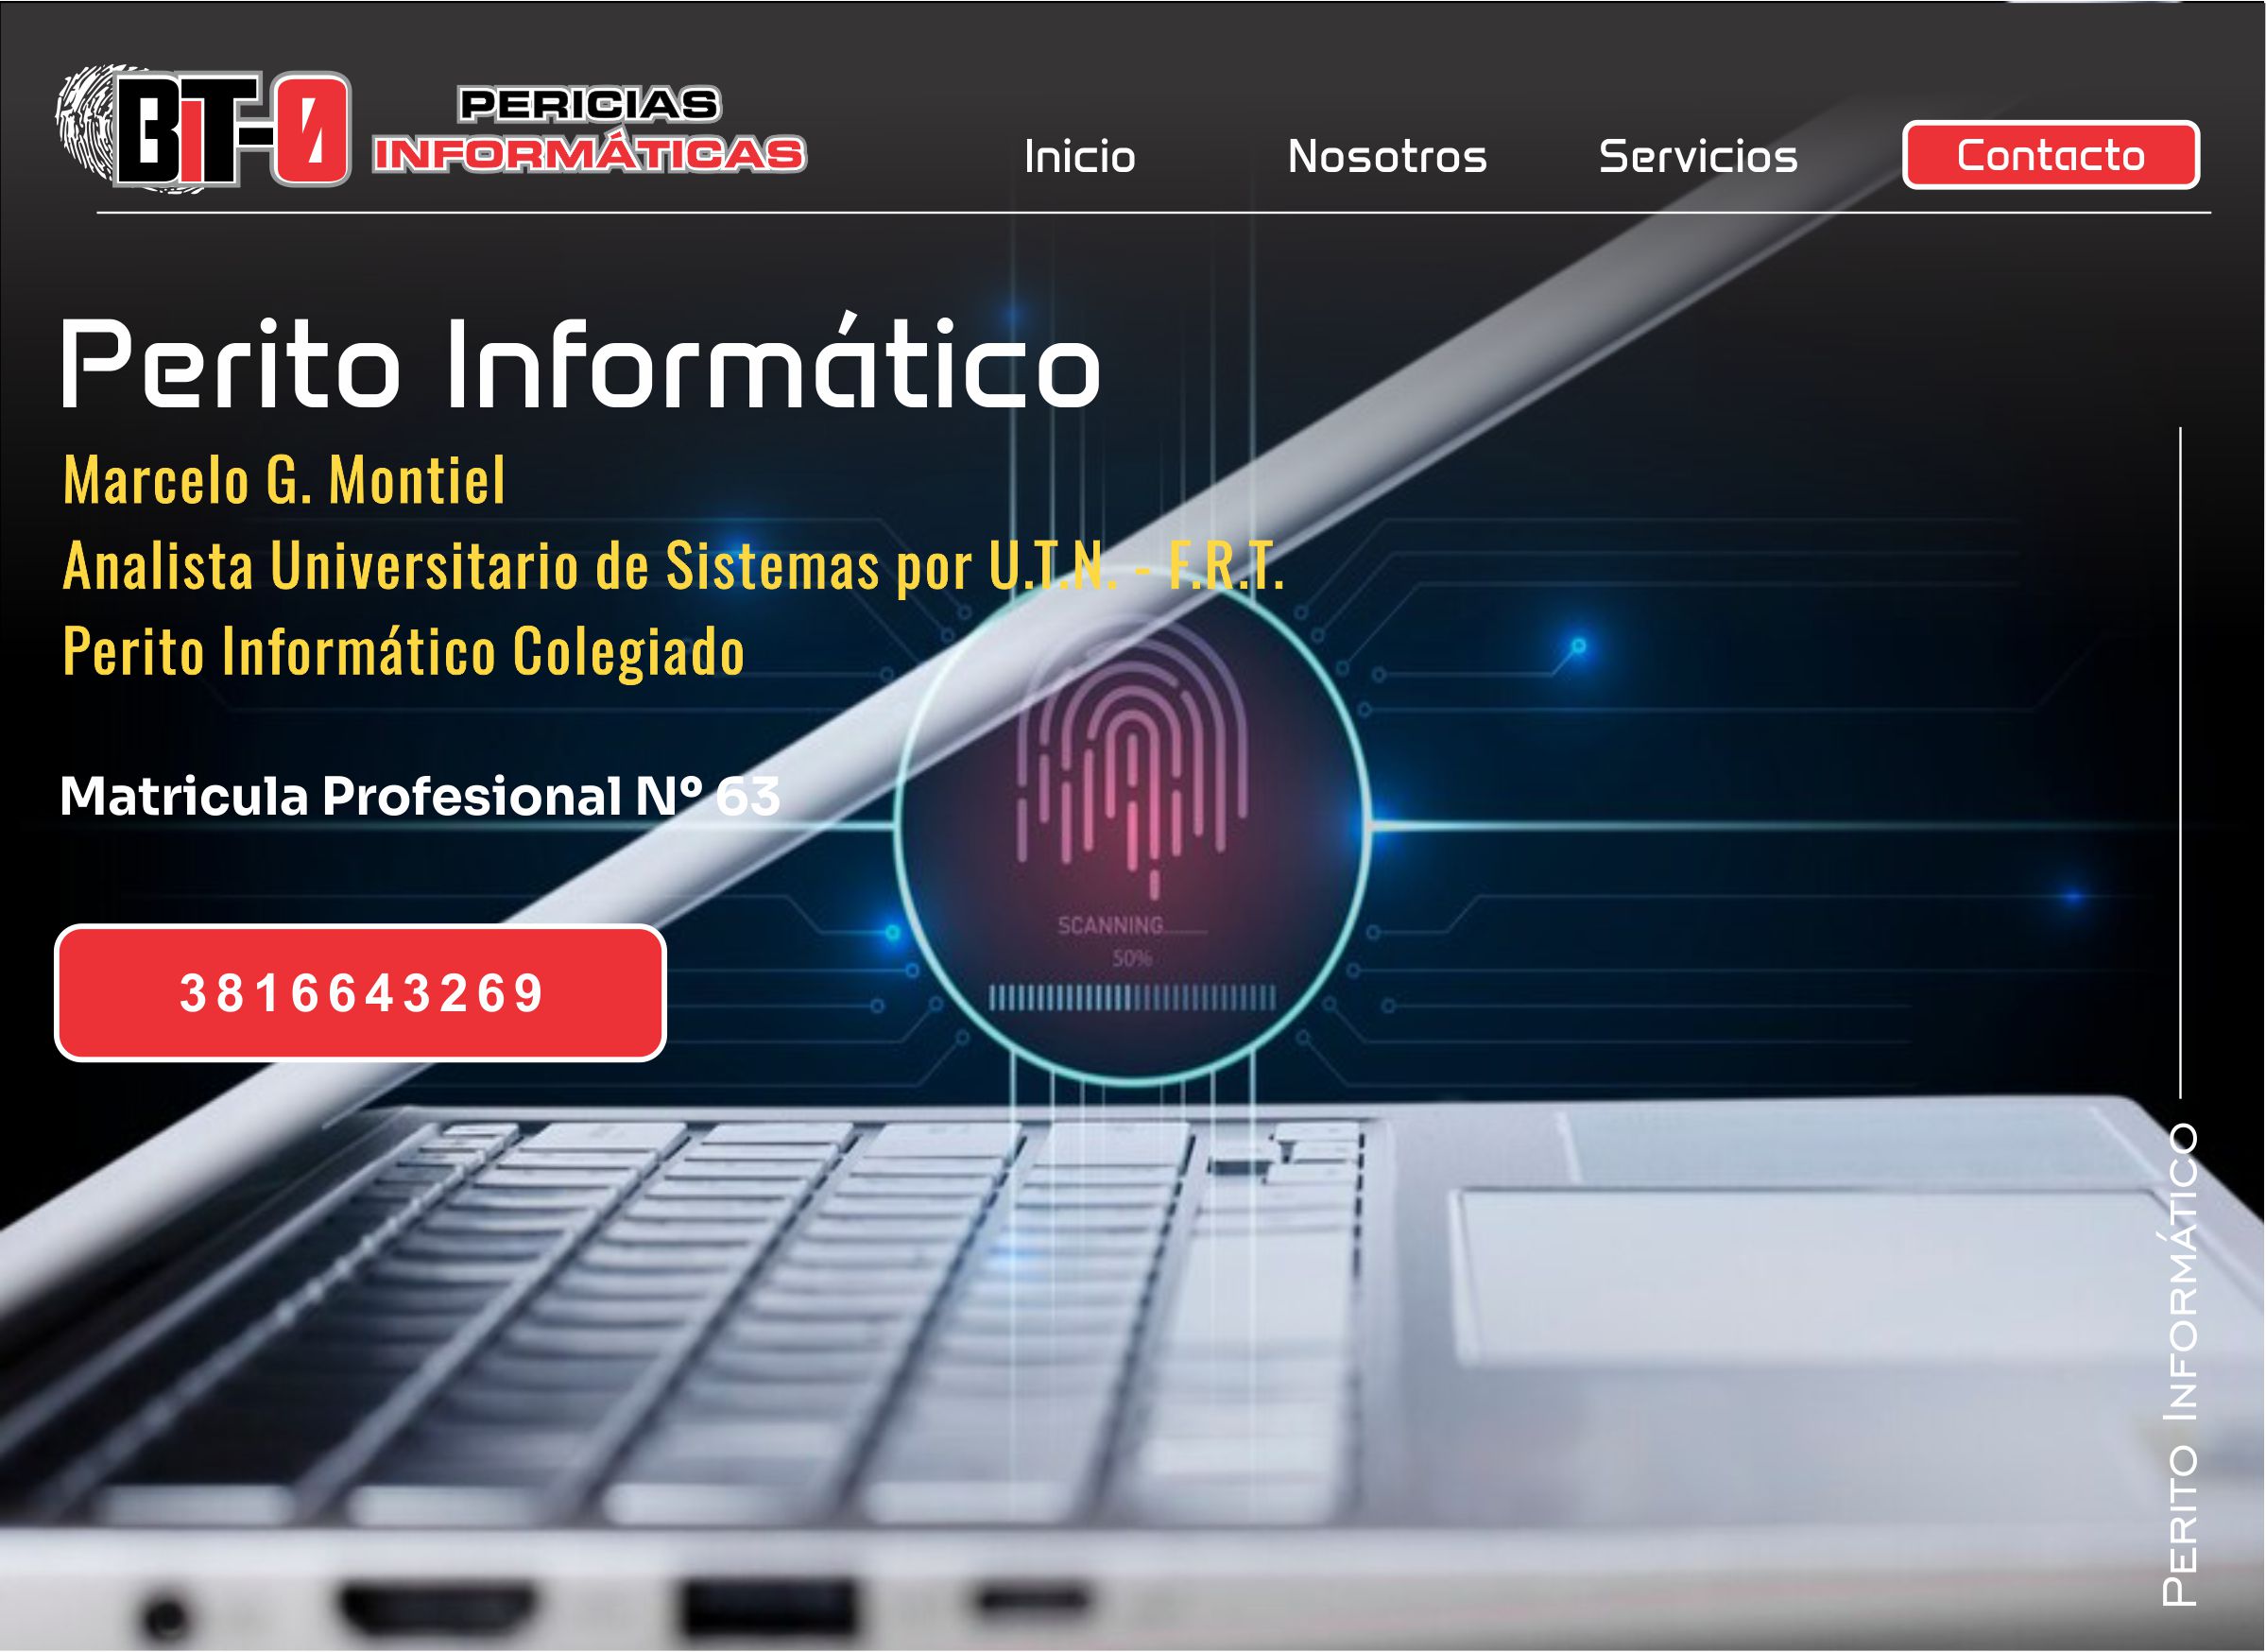 BiT-0
PERICIAS
INFORMÁTICAS
Inicio
Nosotros
Servicios
Contacto
Perito Informático
Marcelo G. Montiel
Analista Universitario de Sistemas por U.T.N. - F.R.T.
Perito Informático Colegiado
Matricula Profesional Nº 63
3816643269
SCANNING
50%
PERITO INFORMÁTICO